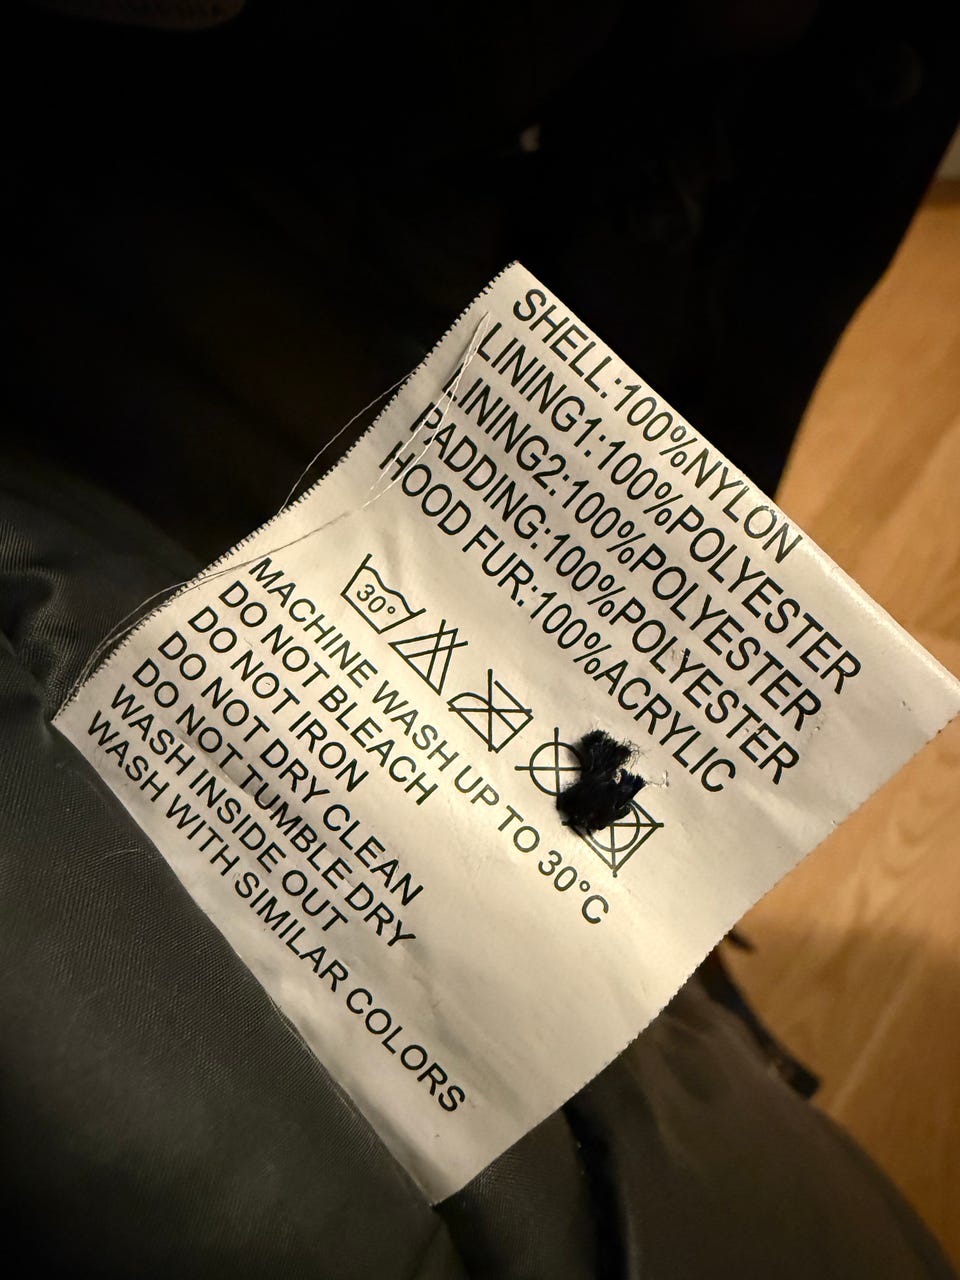 SHELL:100%NYLON
LINING1:100%POLYESTER
LINING2:100%POLYESTER
PADDING:100%POLYESTER
HOOD FUR:100%ACRYLIC
30°
MACHINE WASH UP TO 30°C
DO NOT BLEACH
DO NOT IRON
DO NOT DRY CLEAN
DO NOT TUMBLE DRY
WASH INSIDE OUT
WASH WITH SIMILAR COLORS